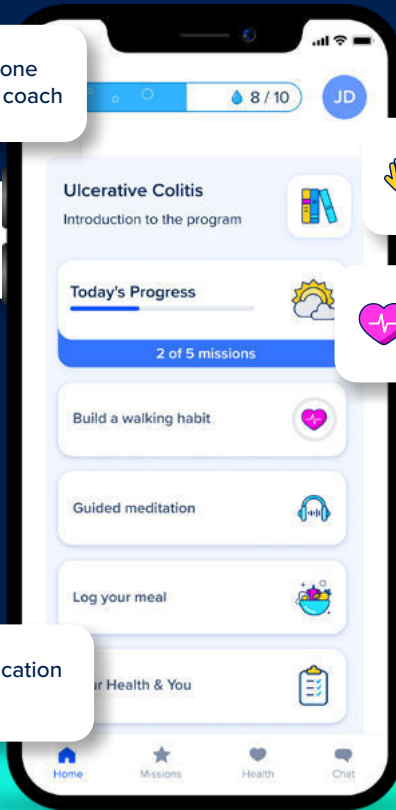 one
coach
8 / 10
JD
Ulcerative Colitis
Introduction to the program
Today's Progress
2 of 5 missions
Build a walking habit
Guided meditation
Log your meal
Health & You
Home
Missions
Health
Chat